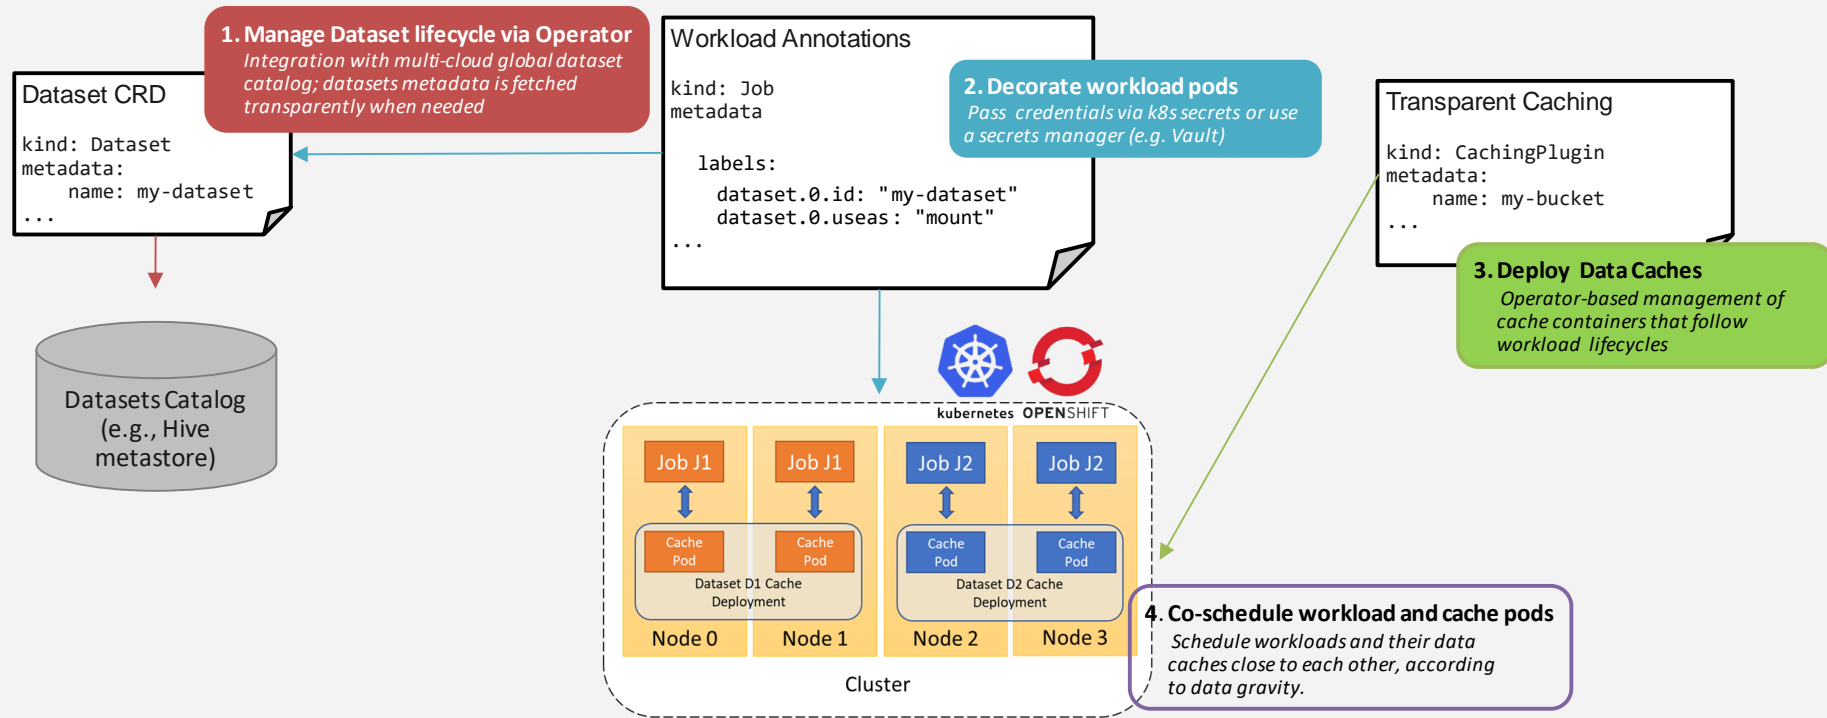 1. Manage Dataset lifecycle via Operator
Integration with multi-cloud global dataset
catalog; datasets metadata is fetched
transparently when needed
Dataset CRD
kind: Dataset
metadata:
name: my-dataset
...
Datasets Catalog
(e.g., Hive
metastore)
Workload Annotations
kind: Job
metadata
labels:
dataset.0.id: "my-dataset"
dataset.0.useas: "mount"
...
2. Decorate workload pods
Pass credentials via k8s secrets or use
a secrets manager (e.g. Vault)
Transparent Caching
kind: CachingPlugin
metadata:
name: my-bucket
...
3. Deploy Data Caches
Operator-based management of
cache containers that follow
workload lifecycles
kubernetes OPENSHIFT
Job J1
Job J1
Job J2
Job J2
Cache
Pod
Cache
Pod
Cache
Pod
Cache
Pod
Dataset D1 Cache
Deployment
Dataset D2 Cache
Deployment
Node 0
Node 1
Node 2
Node 3
Cluster
4. Co-schedule workload and cache pods
Schedule workloads and their data
caches close to each other, according
to data gravity.